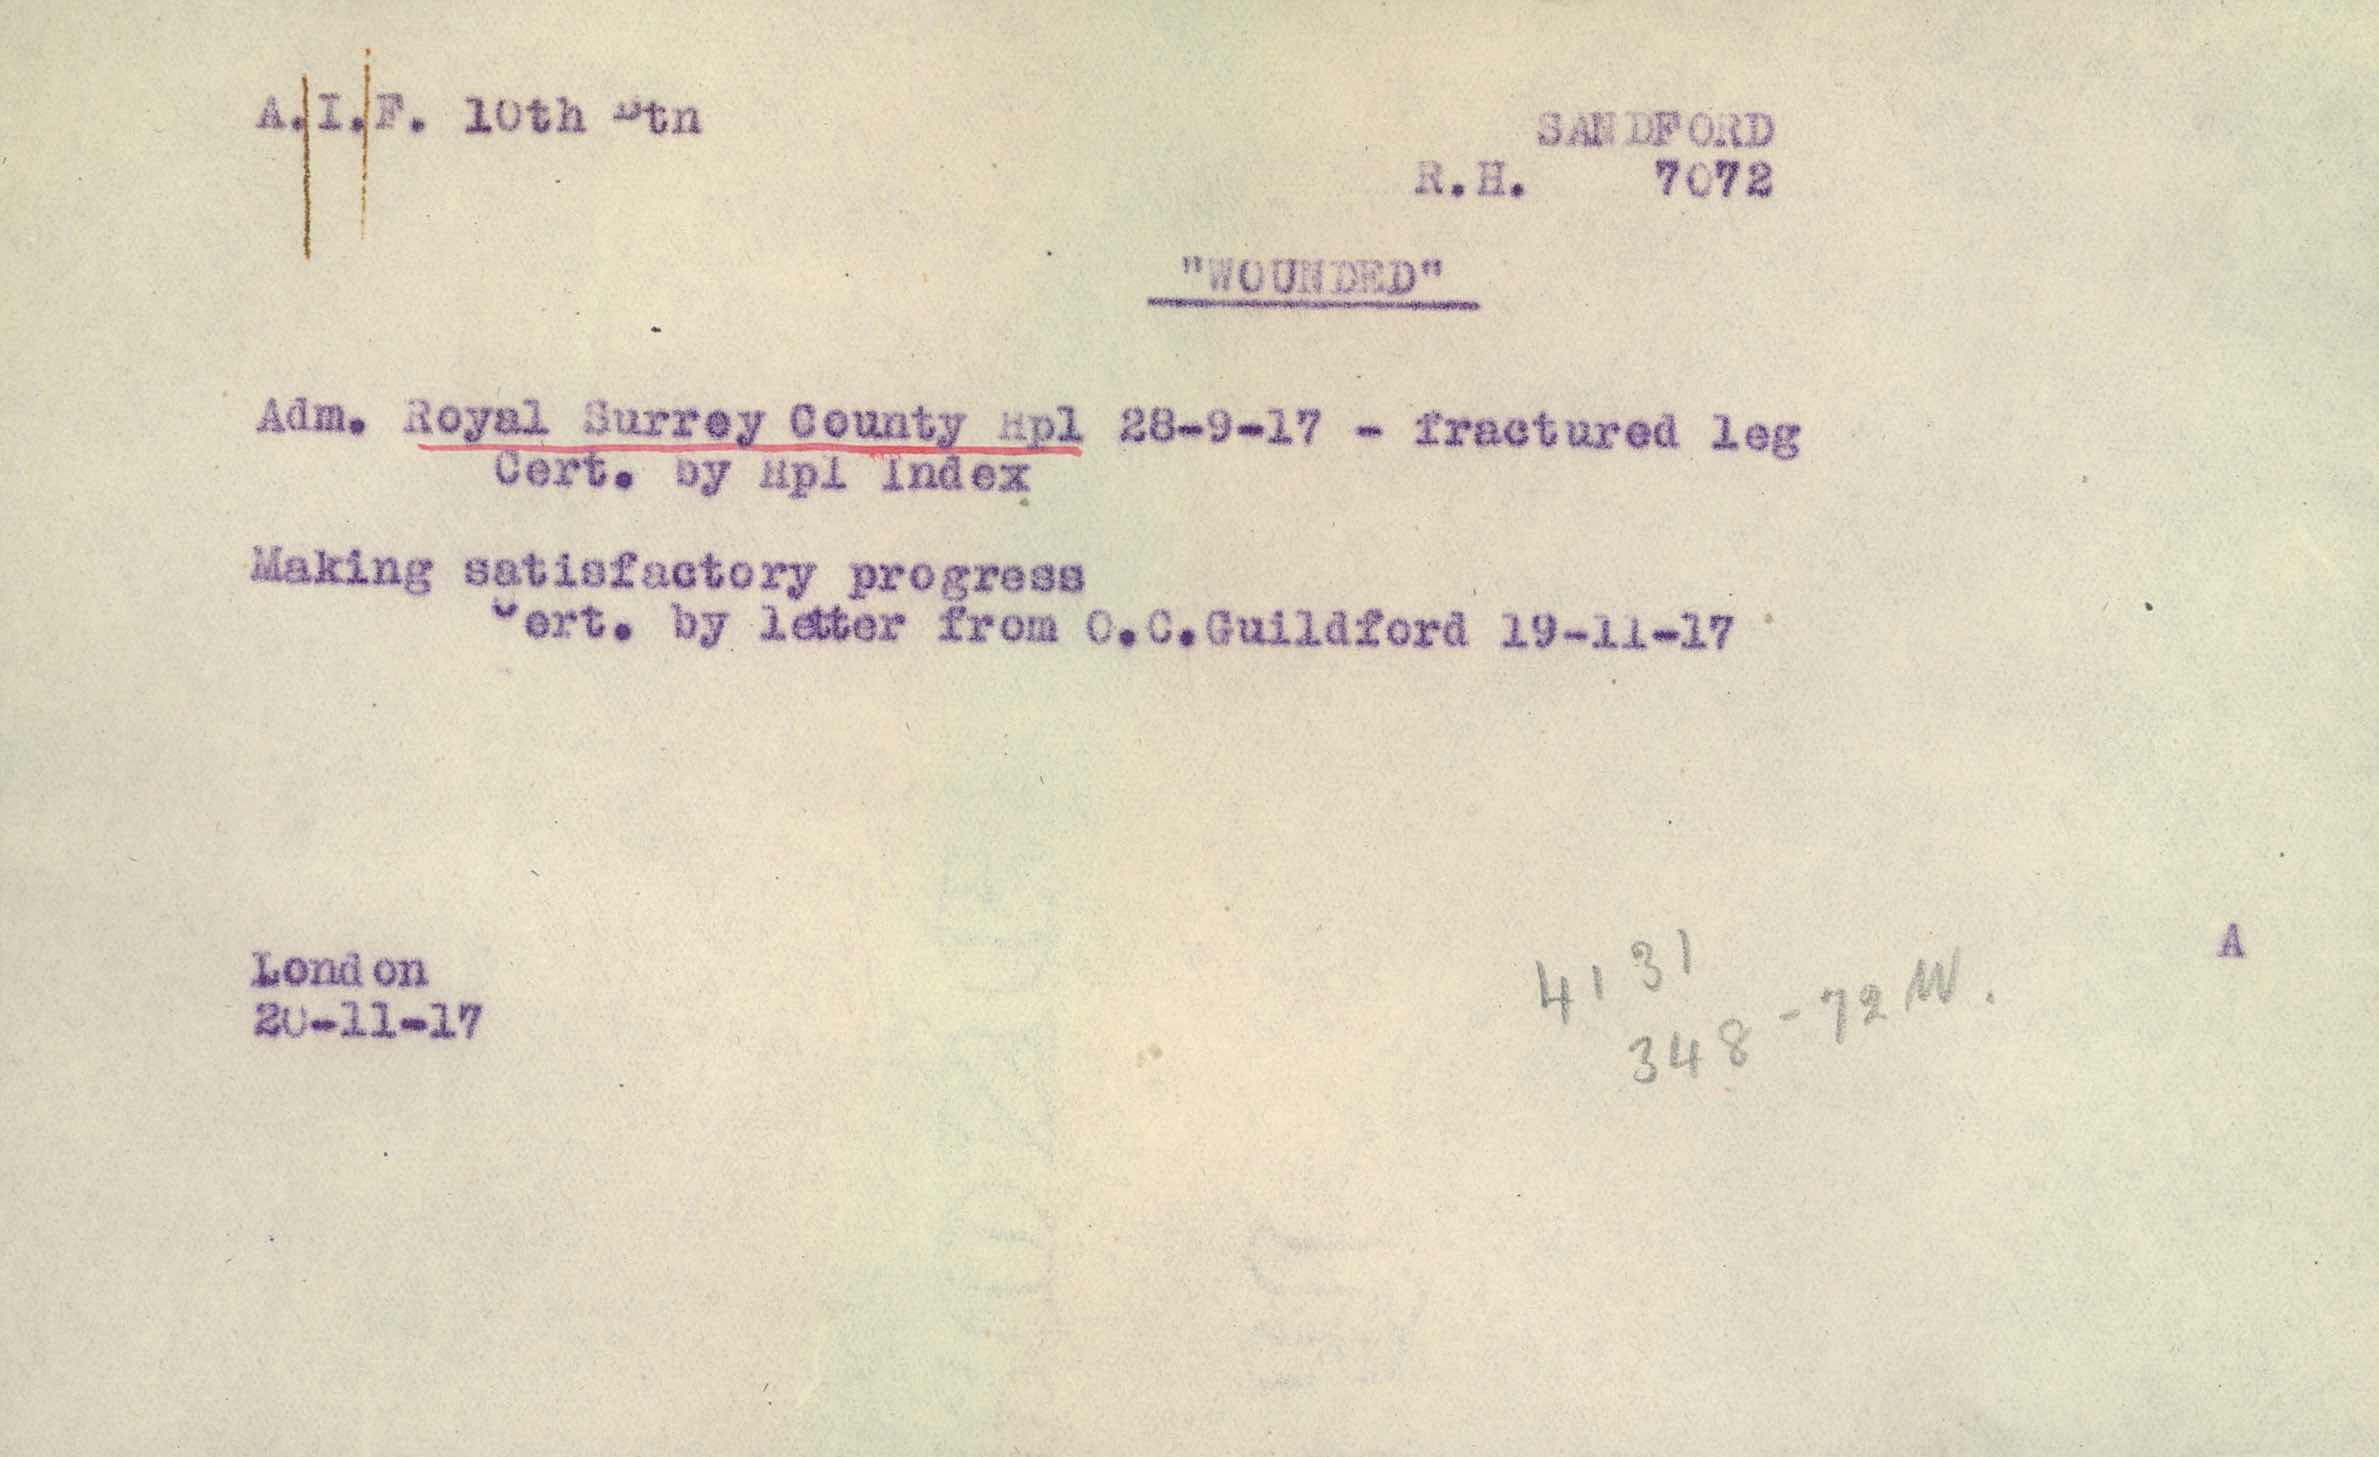 A.I.F. 10th Btn
SANDFORD
R.H. 7072
"WOUNDED"
Adm. Royal Surrey County Hpl 28-9-17 - fractured leg
Cert. by Hpl Index
Making satisfactory progress
Cert. by letter from O.C.Guildford 19-11-17
London
20-11-17
A
4131
348-72W.